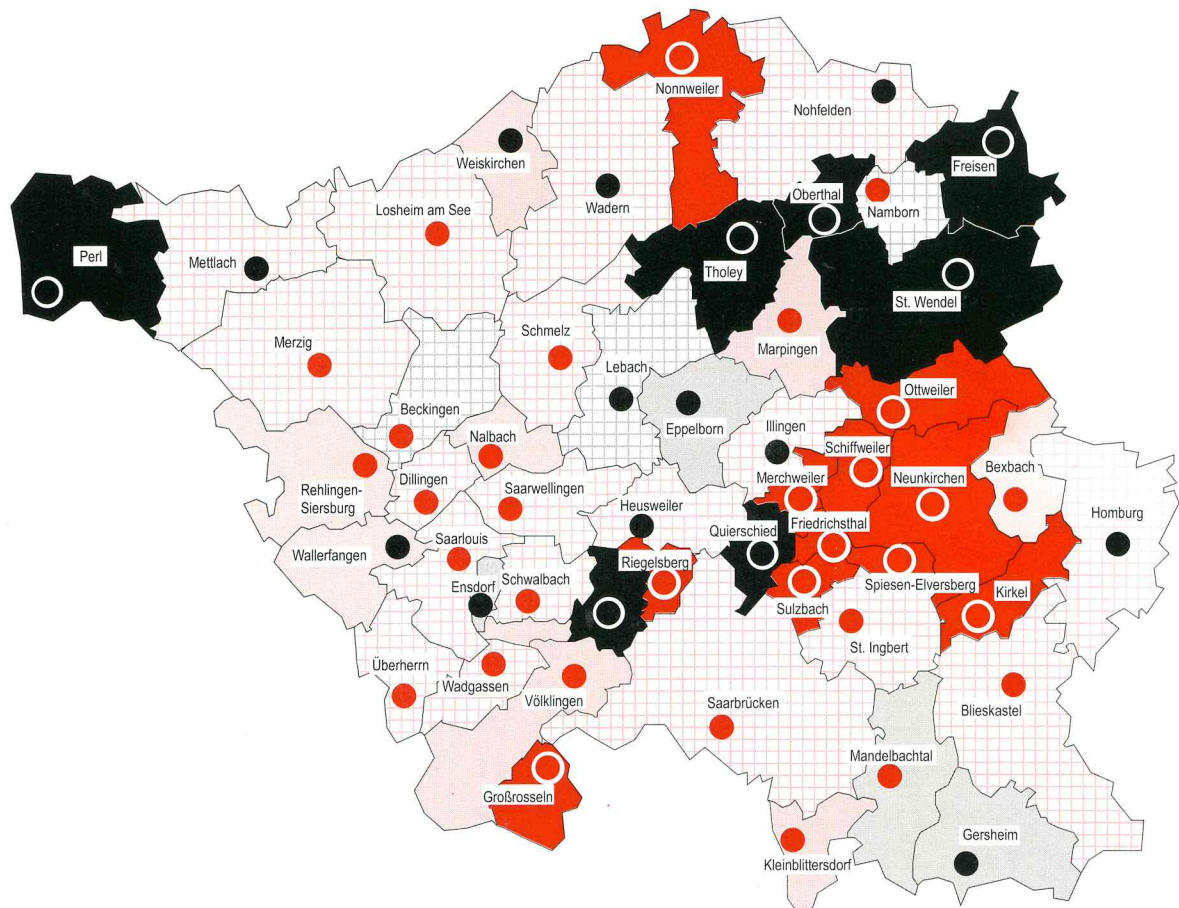 Nonnweiler
Nohfelden
Freisen
Weiskirchen
Oberthal
Wadern
Namborn
Losheim am See
Perl
Mettlach
Tholey
St. Wendel
Merzig
Schmelz
Marpingen
Lebach
Ottweiler
Beckingen
Eppelborn
Illingen
Nalbach
Schiffweiler
Bexbach
Merchweiler
Neunkirchen
Dillingen
Rehlingen-
Siersburg
Saarwellingen
Heusweiler
Homburg
Quierschied
Friedrichsthal
Saarlouis
Wallerfangen
Riegelsberg
Schwalbach
Ensdorf
Spiesen-Elversberg
Kirkel
Sulzbach
St. Ingbert
Überherrn
Wadgassen
Völklingen
Saarbrücken
Blieskastel
Mandelbachtal
Großrosseln
Gersheim
Kleinblittersdorf